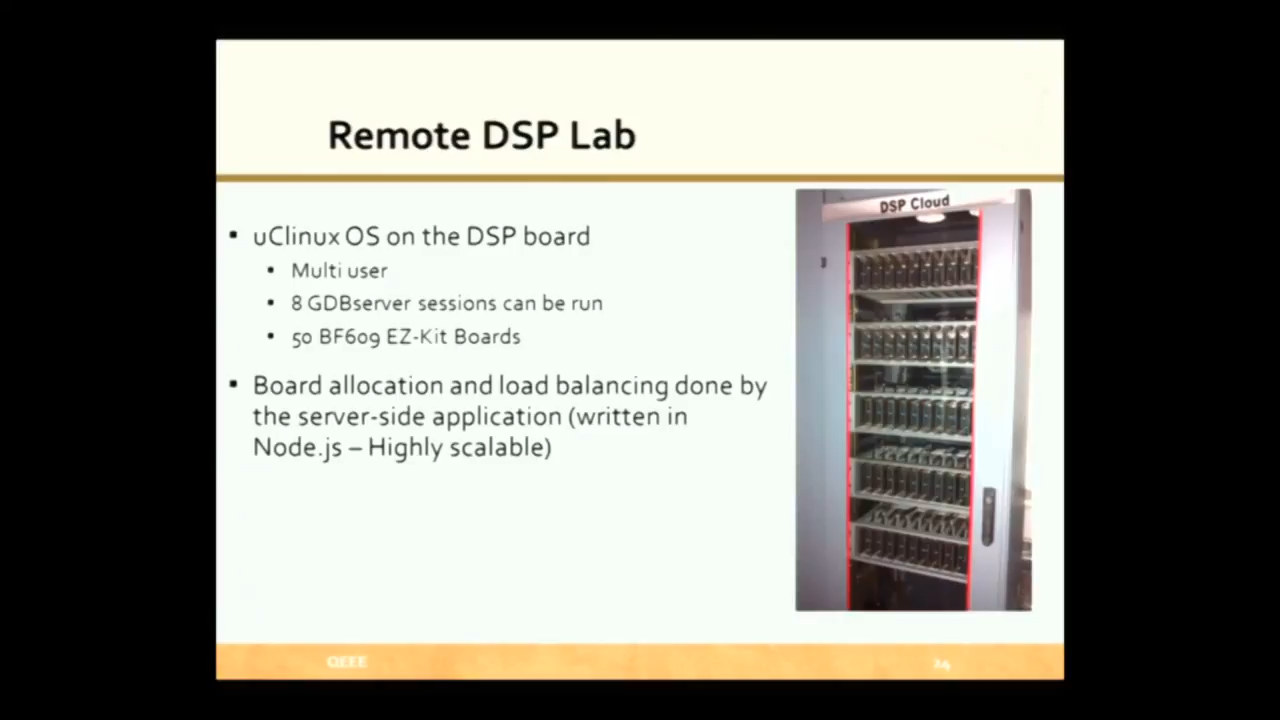 Remote DSP Lab
DSP Cloud
uClinux OS on the DSP board
Multi user
8 GDBserver sessions can be run
50 BF609 EZ-Kit Boards
Board allocation and load balancing done by
the server-side application (written in
Node.js – Highly scalable)
QEEE
24